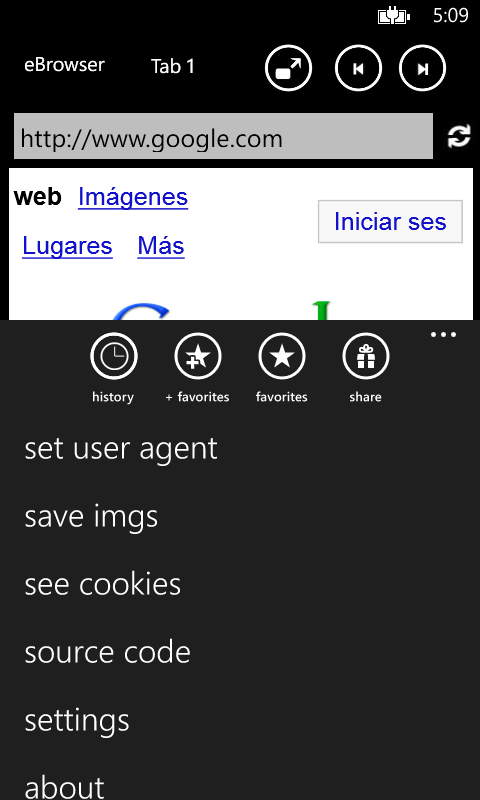 5:09
eBrowser Tab 1
http://www.google.com
web Imágenes
Iniciar ses
Lugares Más
history + favorites favorites share
set user agent
save imgs
see cookies
source code
settings
about